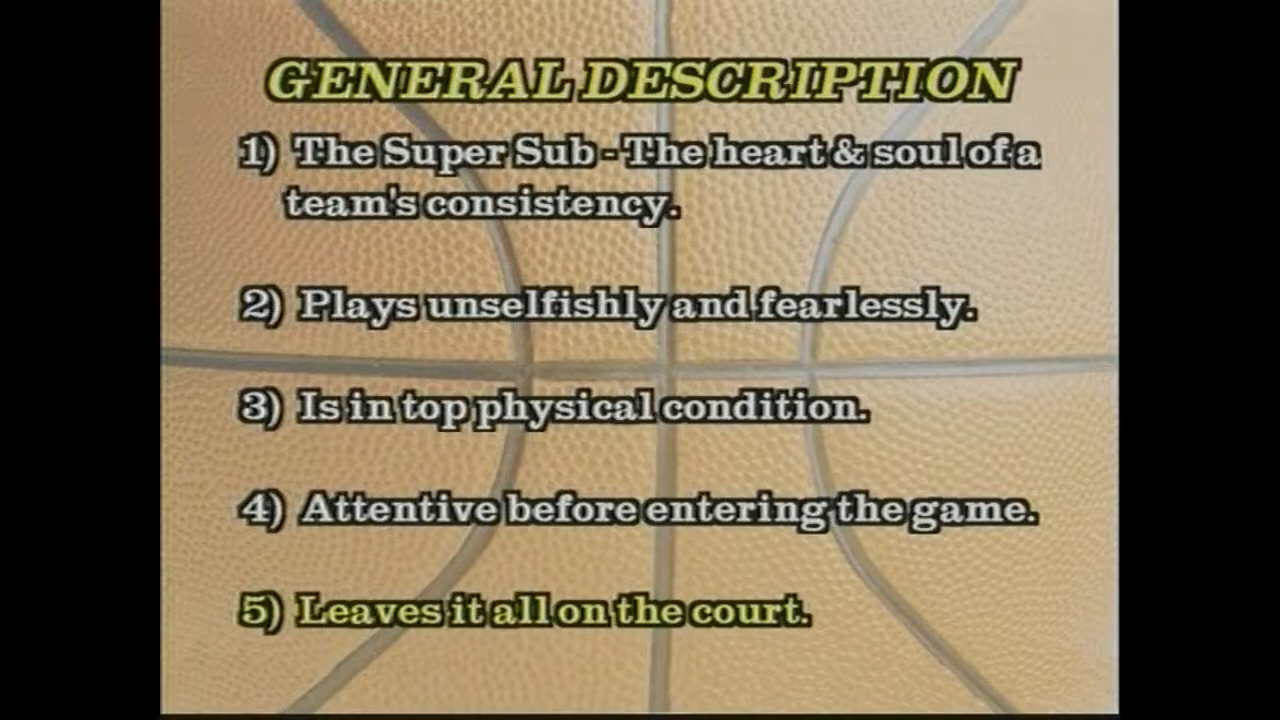 GENERAL DESCRIPTION
1) The Super Sub - The heart & soul of a
team's consistency.
2) Plays unselfishly and fearlessly.
3) Is in top physical condition.
4) Attentive before entering the game.
5) Leaves it all on the court.